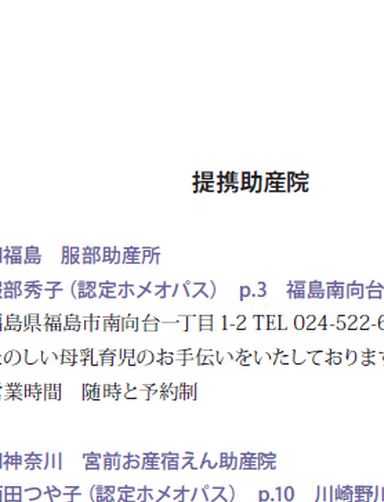 提携助産院
福島　服部助産所
部秀子（認定ホメオパス）　p.3　福島南向台
島県福島市南向台一丁目 1-2 TEL 024-522-6
のしい母乳育児のお手伝いをいたしております
業時間　随時と予約制
神奈川　宮前お産宿えん助産院
田つや子（認定ホメオパス）　p.10　川崎野川